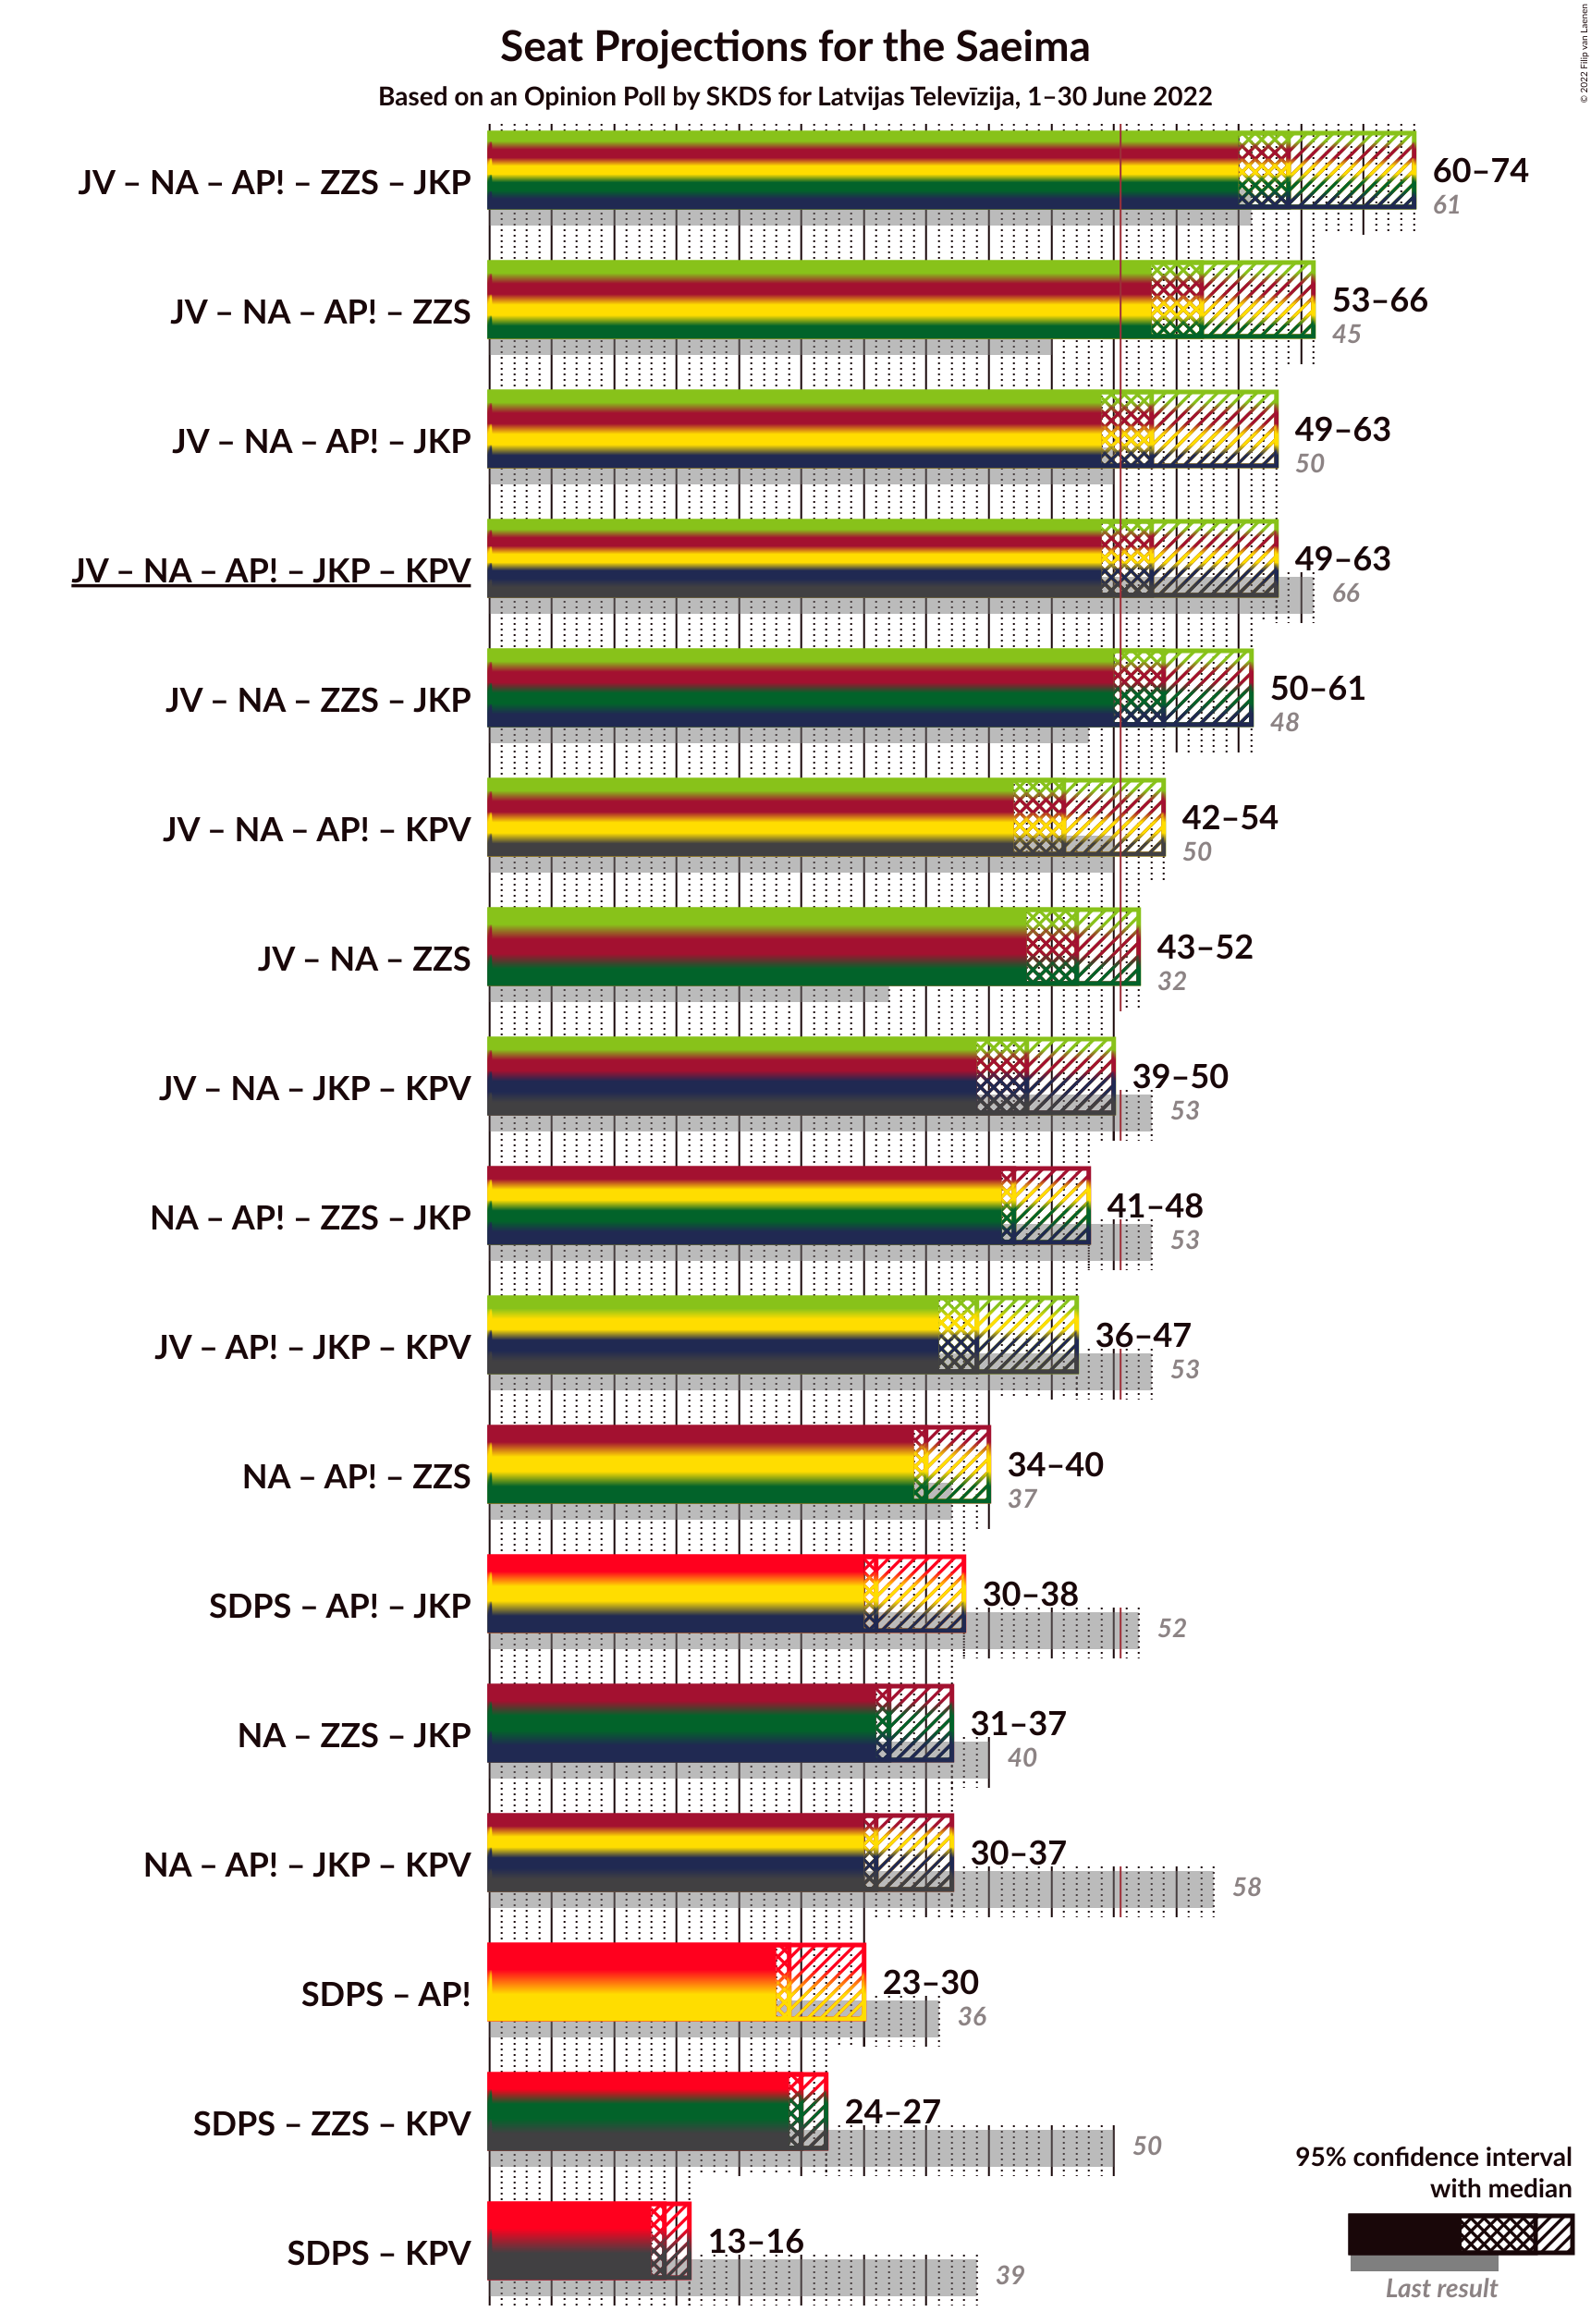 © 2022 Filip van Laenen
Seat Projections for the Saeima
Based on an Opinion Poll by SKDS for Latvijas Televīzija, 1–30 June 2022
JV – NA – AP! – ZZS – JKP
60–74
61
JV – NA – AP! – ZZS
53–66
45
JV – NA – AP! – JKP
49–63
50
JV – NA – AP! – JKP – KPV
49–63
66
JV – NA – ZZS – JKP
50–61
48
JV – NA – AP! – KPV
42–54
50
JV – NA – ZZS
43–52
32
JV – NA – JKP – KPV
39–50
53
NA – AP! – ZZS – JKP
41–48
53
JV – AP! – JKP – KPV
36–47
53
NA – AP! – ZZS
34–40
37
SDPS – AP! – JKP
30–38
52
NA – ZZS – JKP
31–37
40
NA – AP! – JKP – KPV
30–37
58
SDPS – AP!
23–30
36
SDPS – ZZS – KPV
24–27
50
SDPS – KPV
13–16
39
95% confidence interval
with median
Last result